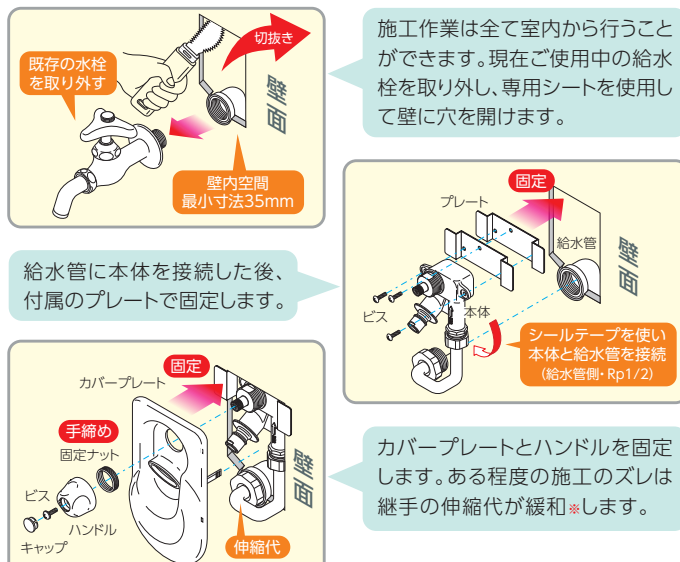 切抜き
既存の水栓
を取り外す
壁面
壁内空間
最小寸法35mm
施工作業は全て室内から行うこと
ができます。現在ご使用中の給水
栓を取り外し、専用シートを使用し
て壁に穴を開けます。
給水管に本体を接続した後、
付属のプレートで固定します。
固定
プレート
給水管
壁面
ビス
本体
シールテープを使い
本体と給水管を接続
(給水管側・Rp1/2)
固定
カバープレート
手締め
固定ナット
壁面
ビス
ハンドル
キャップ
伸縮代
カバープレートとハンドルを固定
します。ある程度の施工のズレは
継手の伸縮代が緩和※します。